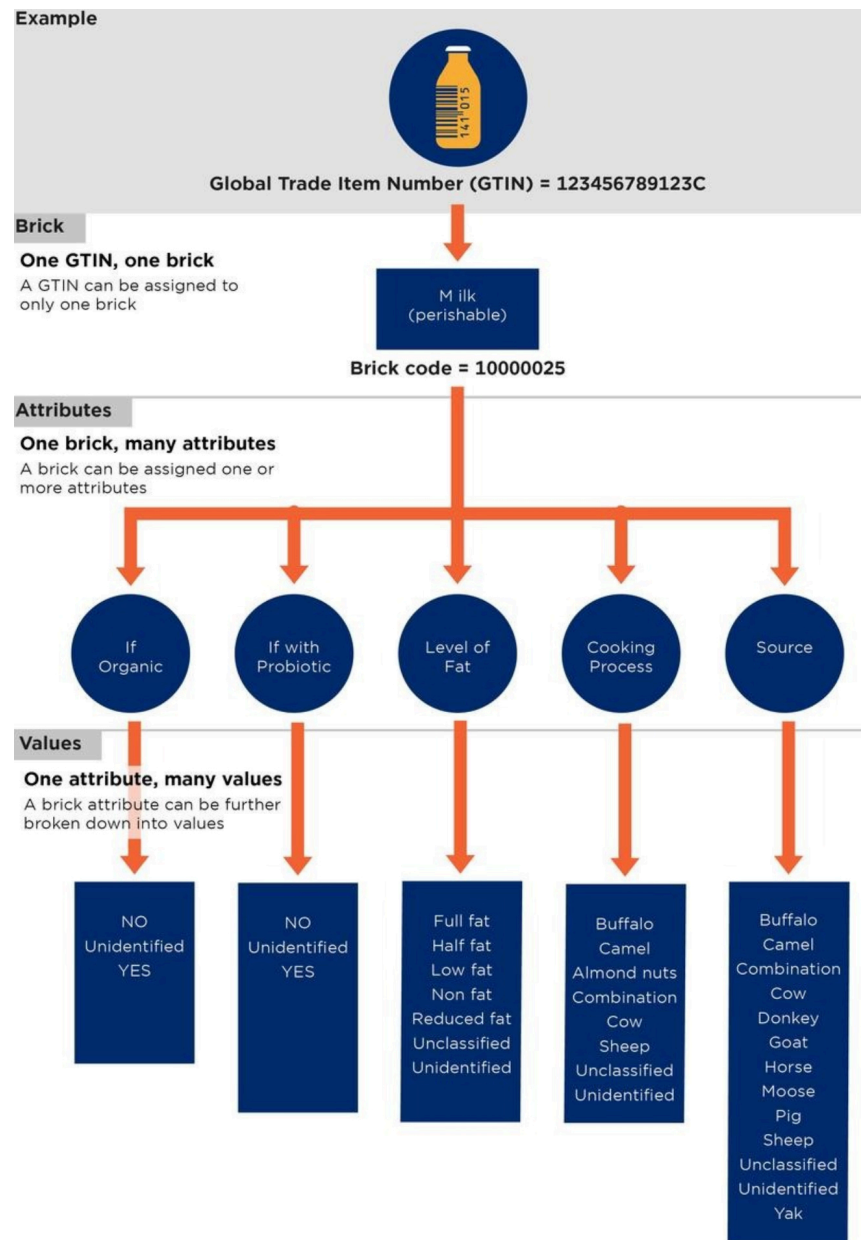 Example
141 015
Global Trade Item Number (GTIN) = 123456789123C
Brick
One GTIN, one brick
A GTIN can be assigned to
only one brick
M ilk
(perishable)
Brick code = 10000025
Attributes
One brick, many attributes
A brick can be assigned one or
more attributes
If
Organic
If with
Probiotic
Level of
Fat
Cooking
Process
Source
Values
One attribute, many values
A brick attribute can be further
broken down into values
NO
Unidentified
YES
NO
Unidentified
YES
Full fat
Half fat
Low fat
Non fat
Reduced fat
Unclassified
Unidentified
Buffalo
Camel
Almond nuts
Combination
Cow
Sheep
Unclassified
Unidentified
Buffalo
Camel
Combination
Cow
Donkey
Goat
Horse
Moose
Pig
Sheep
Unclassified
Unidentified
Yak